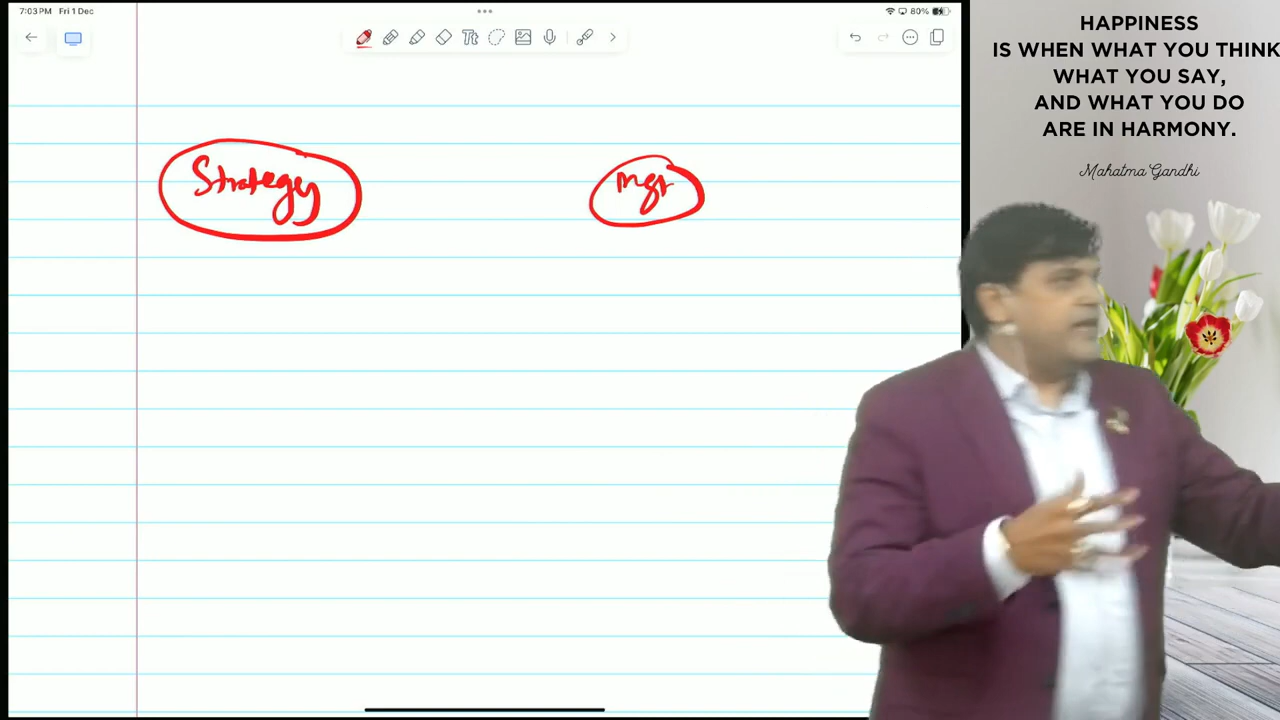 7:03 PM Fri 1 Dec
80%
Tt
Strategy
mgt
HAPPINESS
IS WHEN WHAT YOU THINK
WHAT YOU SAY,
AND WHAT YOU DO
ARE IN HARMONY.
Mahatma Gandhi